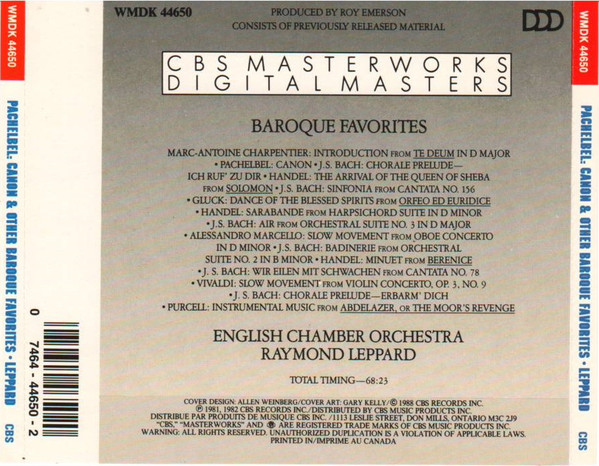 WMDK 44650
PACHELBEL: CANON & OTHER BAROQUE FAVORITES • LEPPARD
CBS
WMDK 44650
PRODUCED BY ROY EMERSON
CONSISTS OF PREVIOUSLY RELEASED MATERIAL
DDD
CBS MASTERWORKS
DIGITAL MASTERS
BAROQUE FAVORITES
MARC-ANTOINE CHARPENTIER: INTRODUCTION FROM TE DEUM IN D MAJOR
• PACHELBEL: CANON • J.S. BACH: CHORALE PRELUDE—
ICH RUF' ZU DIR • HANDEL: THE ARRIVAL OF THE QUEEN OF SHEBA
FROM SOLOMON • J.S. BACH: SINFONIA FROM CANTATA NO. 156
• GLUCK: DANCE OF THE BLESSED SPIRITS FROM ORFEO ED EURIDICE
• HANDEL: SARABANDE FROM HARPSICHORD SUITE IN D MINOR
• J.S. BACH: AIR FROM ORCHESTRAL SUITE NO. 3 IN D MAJOR
• ALESSANDRO MARCELLO: SLOW MOVEMENT FROM OBOE CONCERTO
IN D MINOR • J.S. BACH: BADINERIE FROM ORCHESTRAL
SUITE NO. 2 IN B MINOR • HANDEL: MINUET FROM BERENICE
• J.S. BACH: WIR EILEN MIT SCHWACHEN FROM CANTATA NO. 78
• VIVALDI: SLOW MOVEMENT FROM VIOLIN CONCERTO, OP. 3, NO. 9
• J.S. BACH: CHORALE PRELUDE—ERBARM' DICH
• PURCELL: INSTRUMENTAL MUSIC FROM ABDELAZER, OR THE MOOR'S REVENGE
ENGLISH CHAMBER ORCHESTRA
RAYMOND LEPPARD
TOTAL TIMING—68:23
COVER DESIGN: ALLEN WEINBERG/COVER ART: GARY KELLY/© 1988 CBS RECORDS INC.
℗ 1981, 1982 CBS RECORDS INC./DISTRIBUTED BY CBS MUSIC PRODUCTS INC.
DISTRIBUE PAR PRODUITS DE MUSIQUE CBS INC. /1113 LESLIE STREET, DON MILLS, ONTARIO M3C 2J9
"CBS," "MASTERWORKS" AND ARE REGISTERED TRADE MARKS OF CBS MUSIC PRODUCTS INC.
WARNING: ALL RIGHTS RESERVED. UNAUTHORIZED DUPLICATION IS A VIOLATION OF APPLICABLE LAWS.
PRINTED IN/IMPRIME AU CANADA
0 7464-44650-2
WMDK 44650
PACHELBEL: CANON & OTHER BAROQUE FAVORITES • LEPPARD
CBS